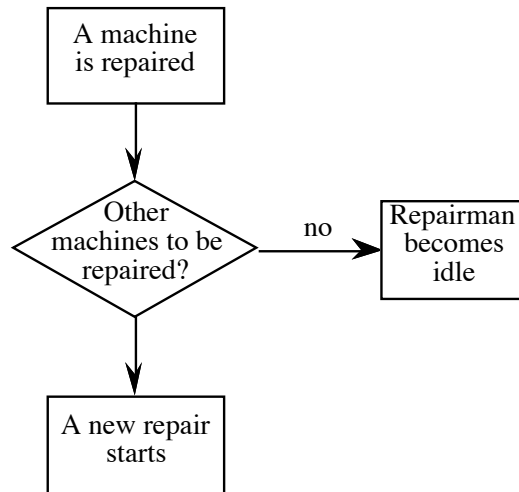 A machine
is repaired
Other
machines to be
repaired?
no
Repairman
becomes
idle
A new repair
starts